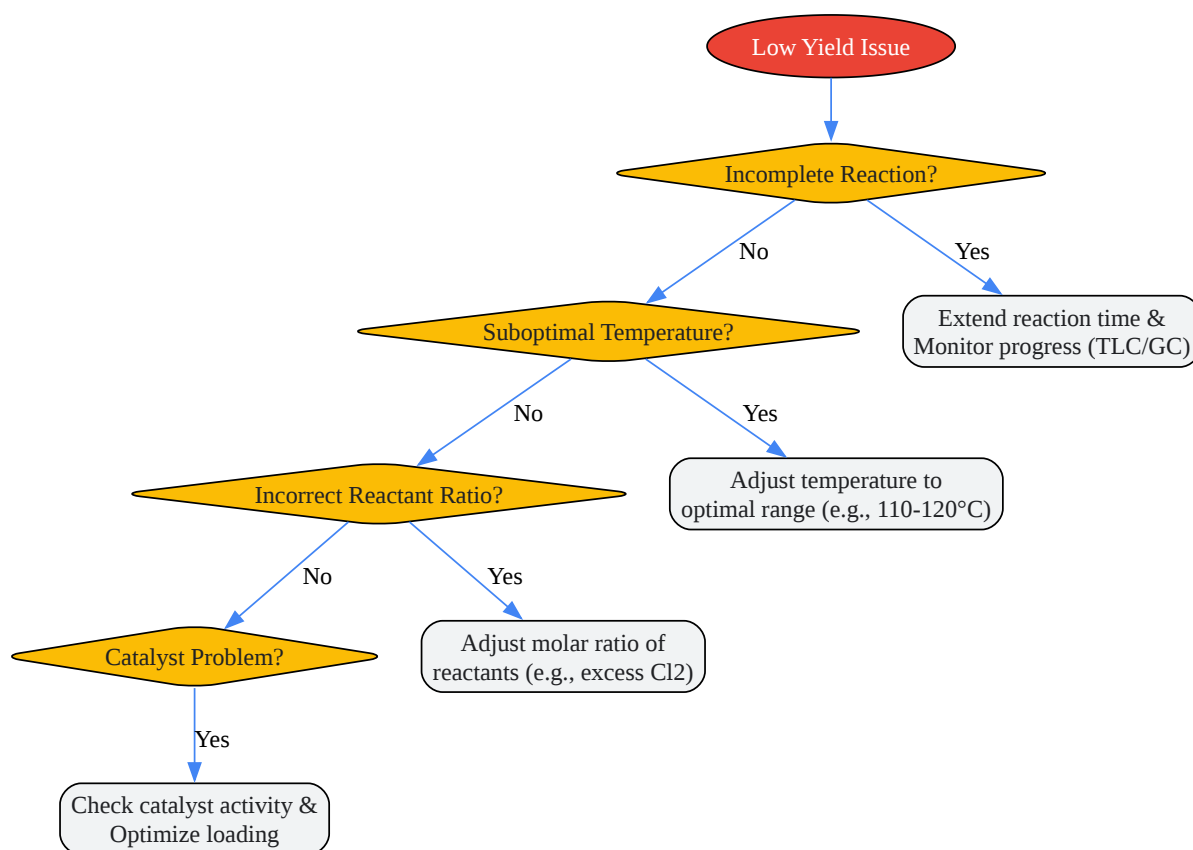 Low Yield Issue
Incomplete Reaction?
No
Yes
Suboptimal Temperature?
Extend reaction time &
Monitor progress (TLC/GC)
No
Yes
Incorrect Reactant Ratio?
Adjust temperature to
optimal range (e.g., 110-120°C)
No
Yes
Catalyst Problem?
Adjust molar ratio of
reactants (e.g., excess Cl2)
Yes
Check catalyst activity &
Optimize loading